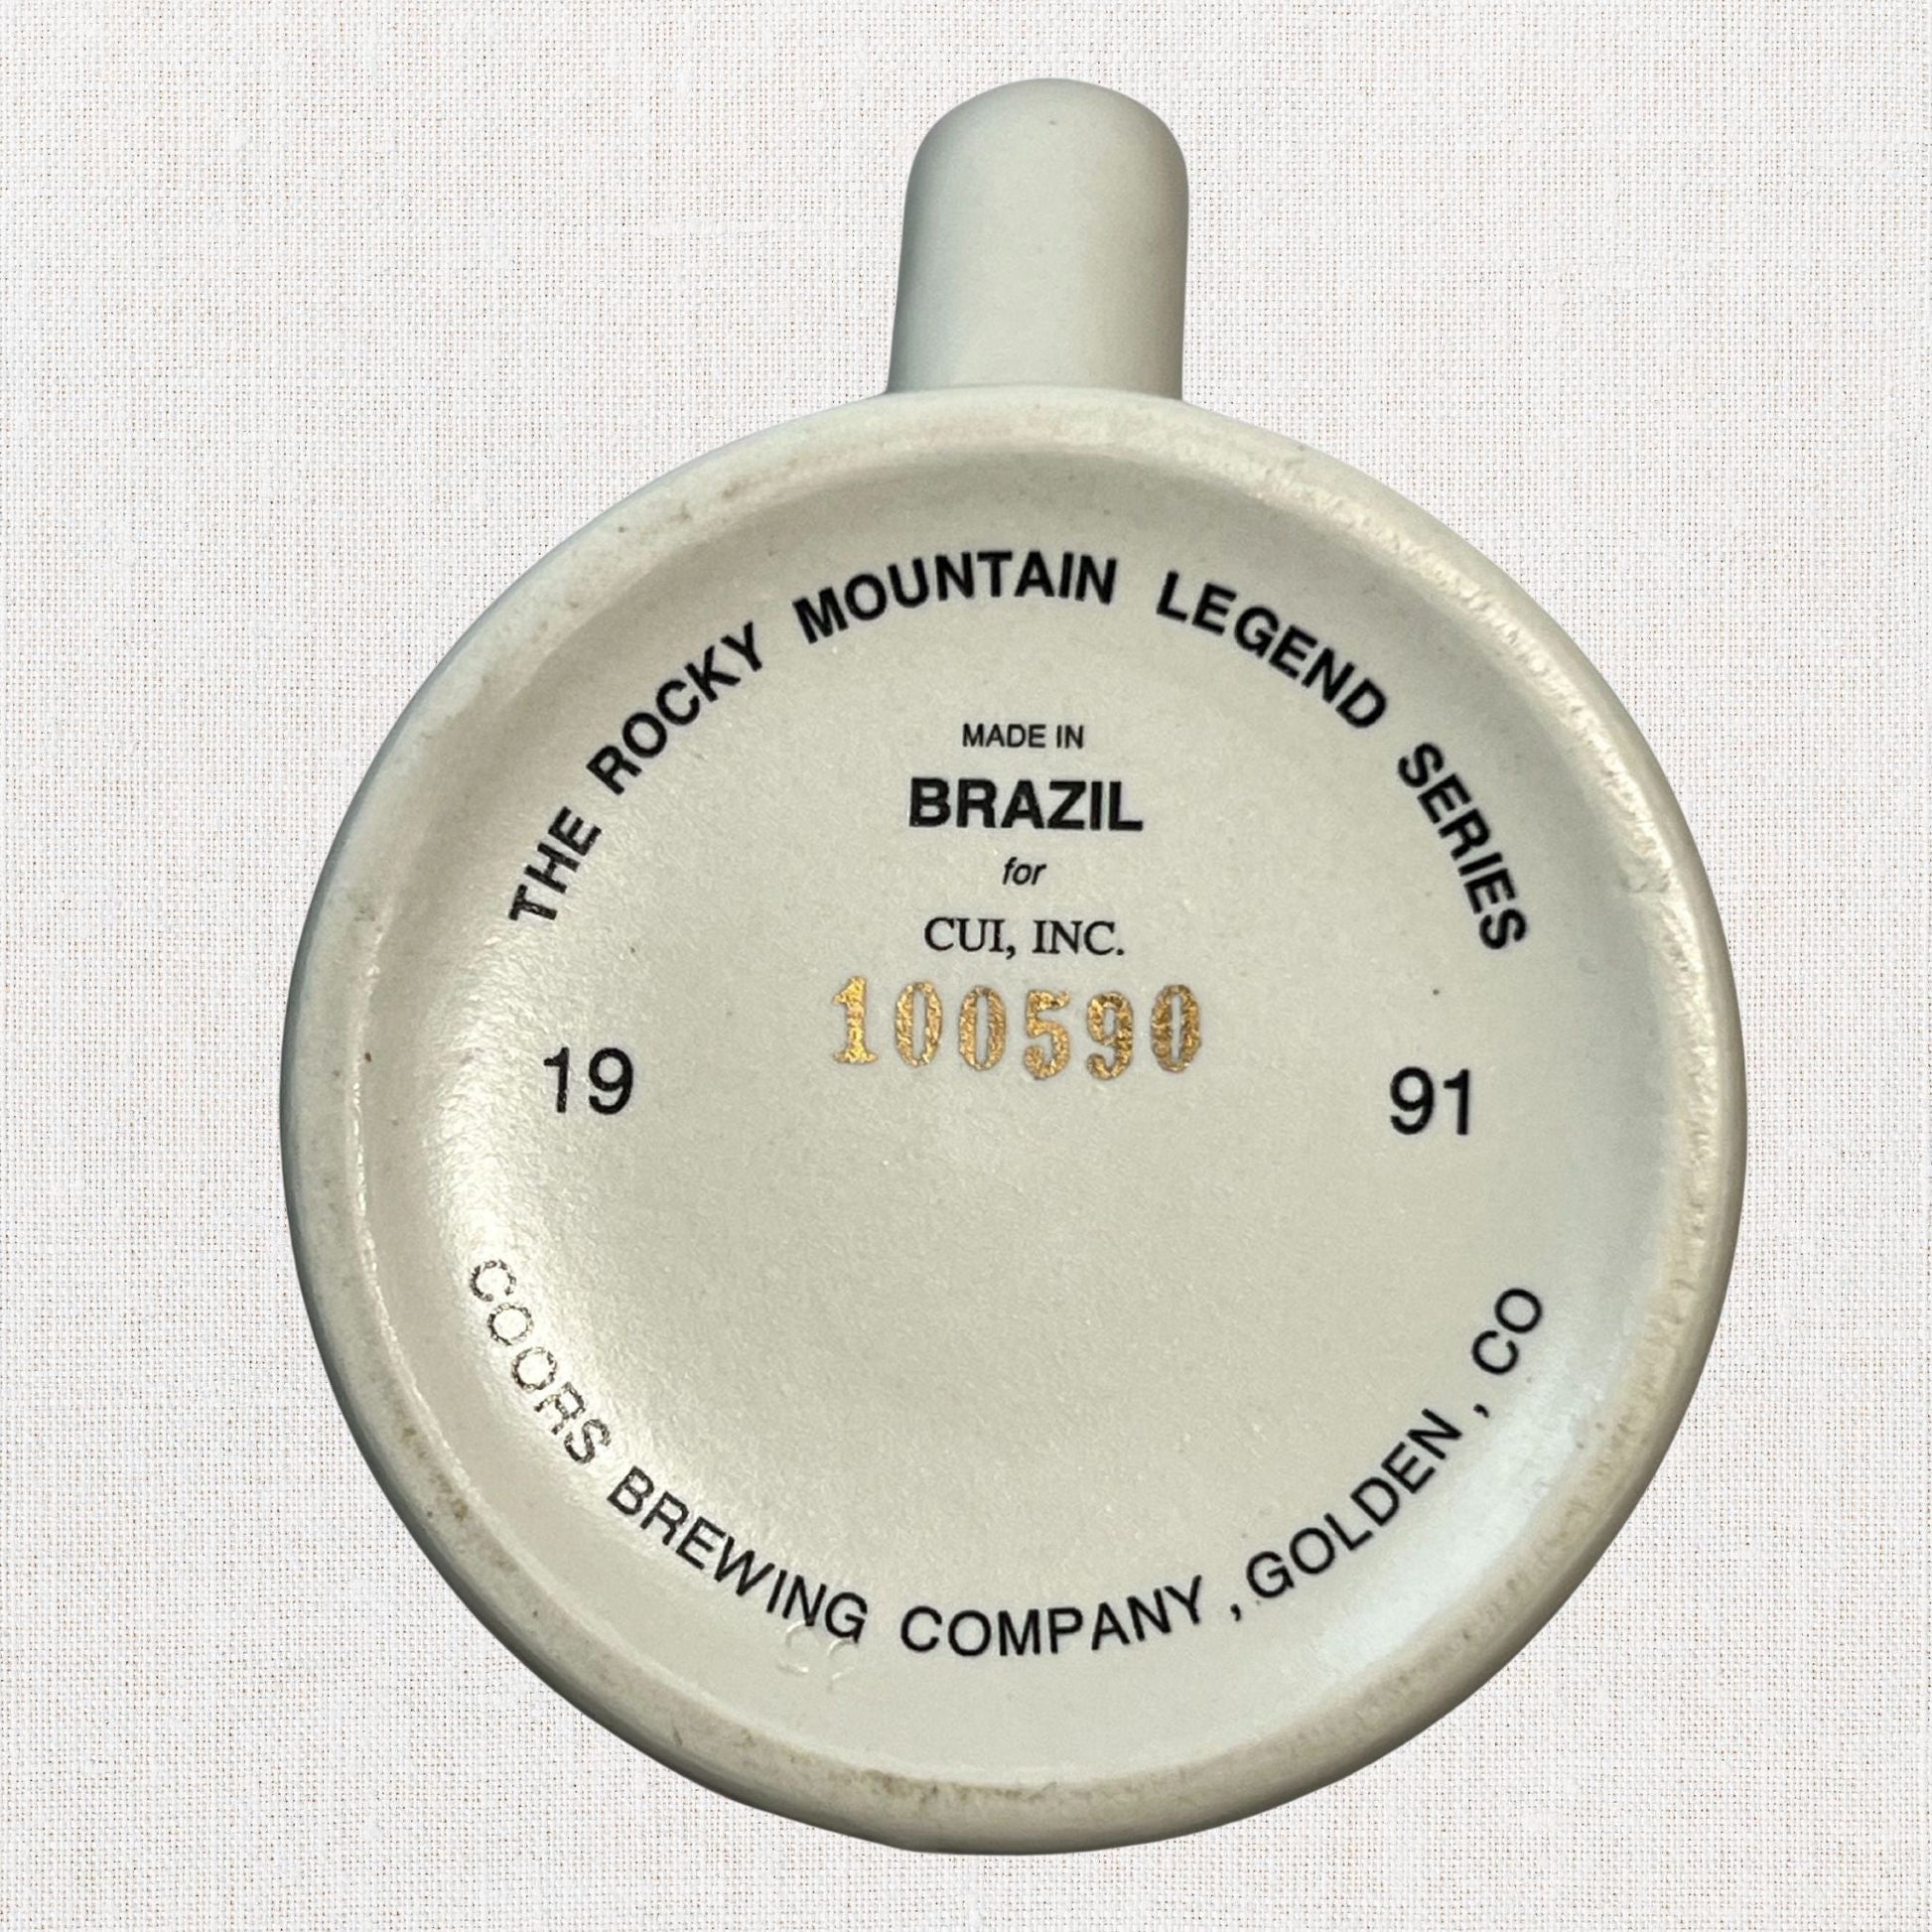 THE ROCKY MOUNTAIN LEGEND SERIES
MADE IN
BRAZIL
for
CUI, INC.
100590
19 91
COORS BREWING COMPANY , GOLDEN , CO